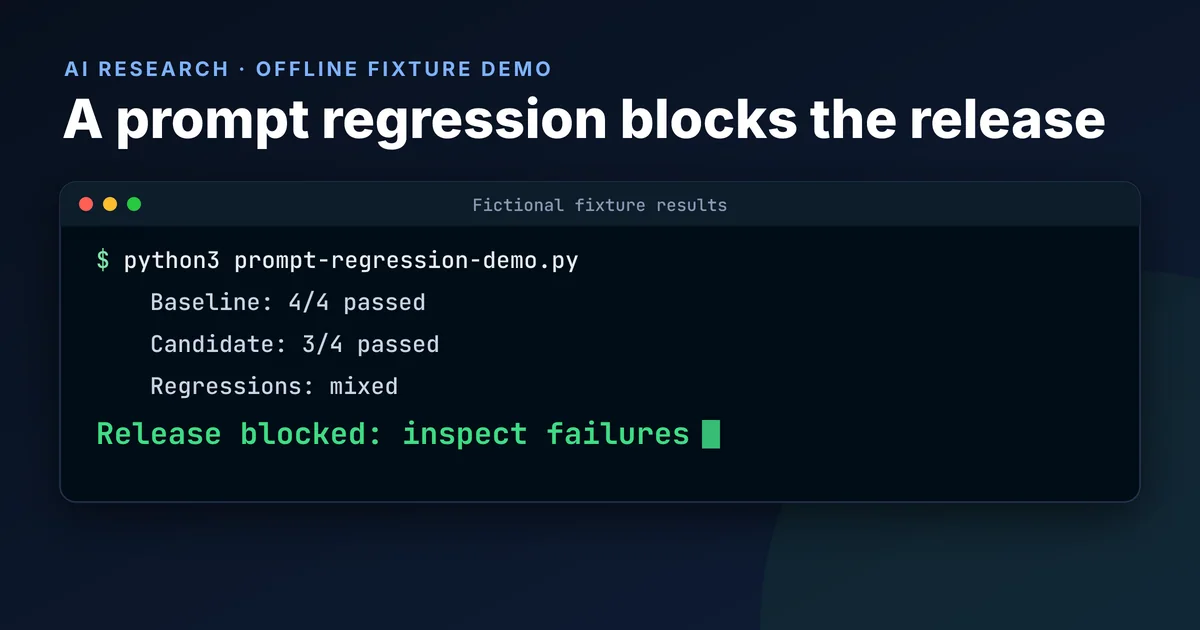 AI RESEARCH · OFFLINE FIXTURE DEMO
A prompt regression blocks the release
Fictional fixture results
$ python3 prompt-regression-demo.py
Baseline: 4/4 passed
Candidate: 3/4 passed
Regressions: mixed
Release blocked: inspect failures